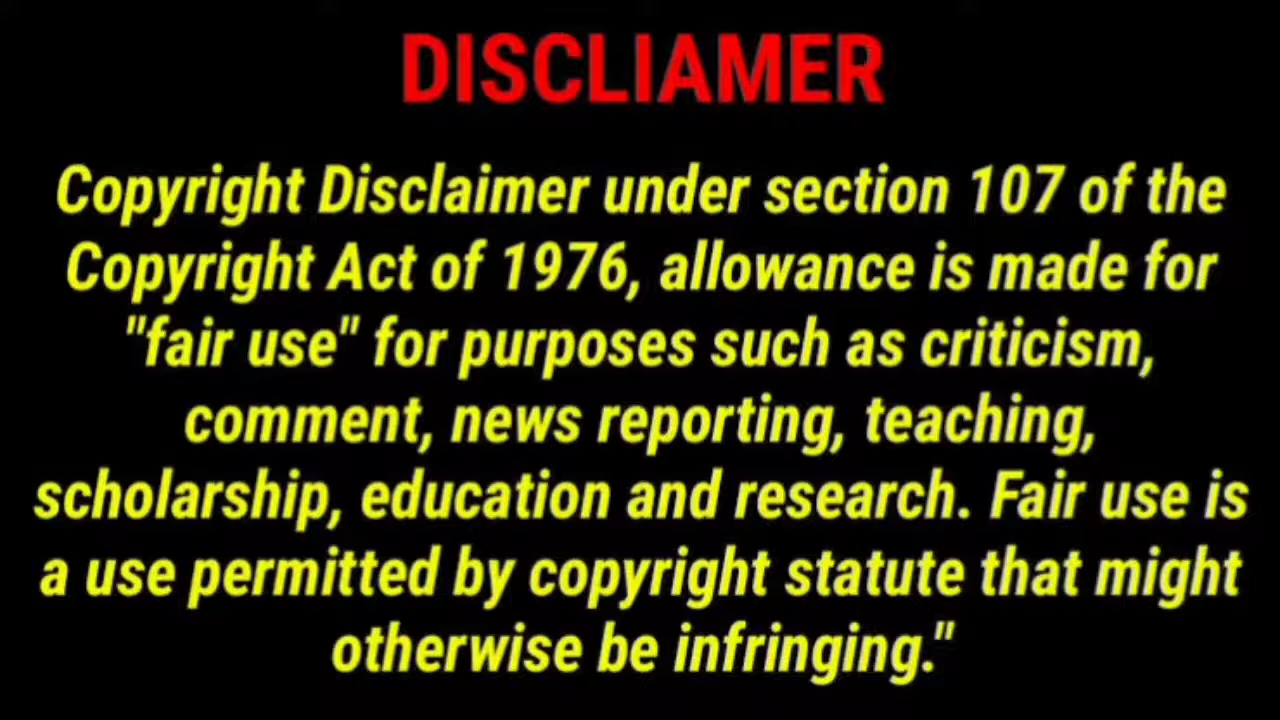 DISCLIAMER
Copyright Disclaimer under section 107 of the
Copyright Act of 1976, allowance is made for
"fair use" for purposes such as criticism,
comment, news reporting, teaching,
scholarship, education and research. Fair use is
a use permitted by copyright statute that might
otherwise be infringing."